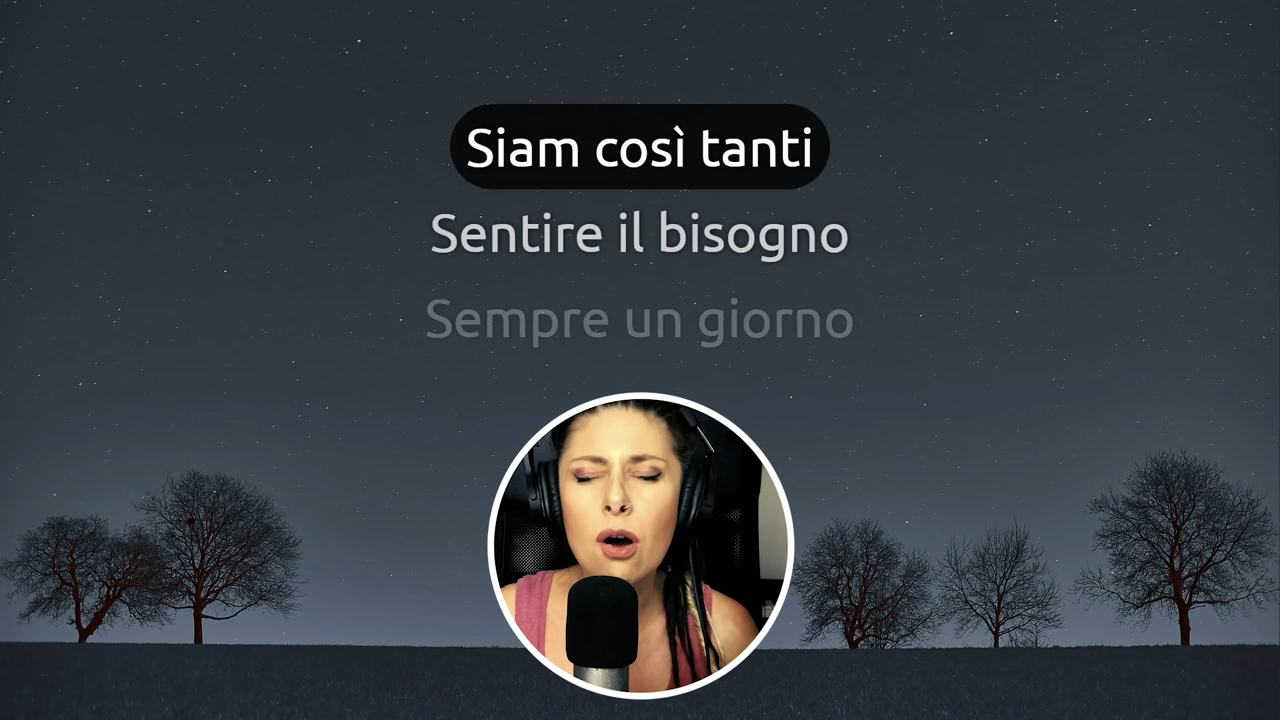 Siam così tanti
Sentire il bisogno
Sempre un giorno